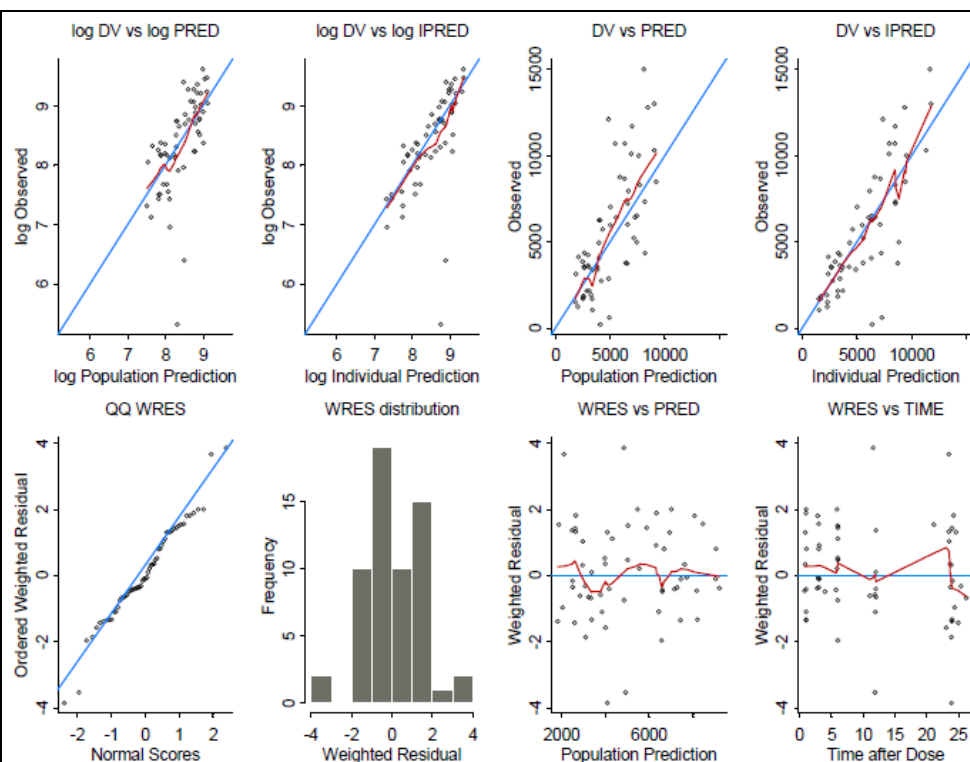 log DV vs log PRED
log DV vs log IPRED
DV vs PRED
DV vs IPRED
log Observed
9
8
7
6
6 7 8 9
log Population Prediction
log Observed
9
8
7
6
6 7 8 9
log Individual Prediction
Observed
15000
10000
5000
0
0 5000 10000
Population Prediction
Observed
15000
10000
5000
0
0 5000 10000
Individual Prediction
QQ WRES
WRES distribution
WRES vs PRED
WRES vs TIME
Ordered Weighted Residual
4
2
0
-2
-4
-2 -1 0 1 2
Normal Scores
Frequency
15
10
5
0
-4 -2 0 2 4
Weighted Residual
Weighted Residual
4
2
0
-2
-4
2000 6000
Population Prediction
Weighted Residual
4
2
0
-2
-4
0 5 10 15 20 25
Time after Dose